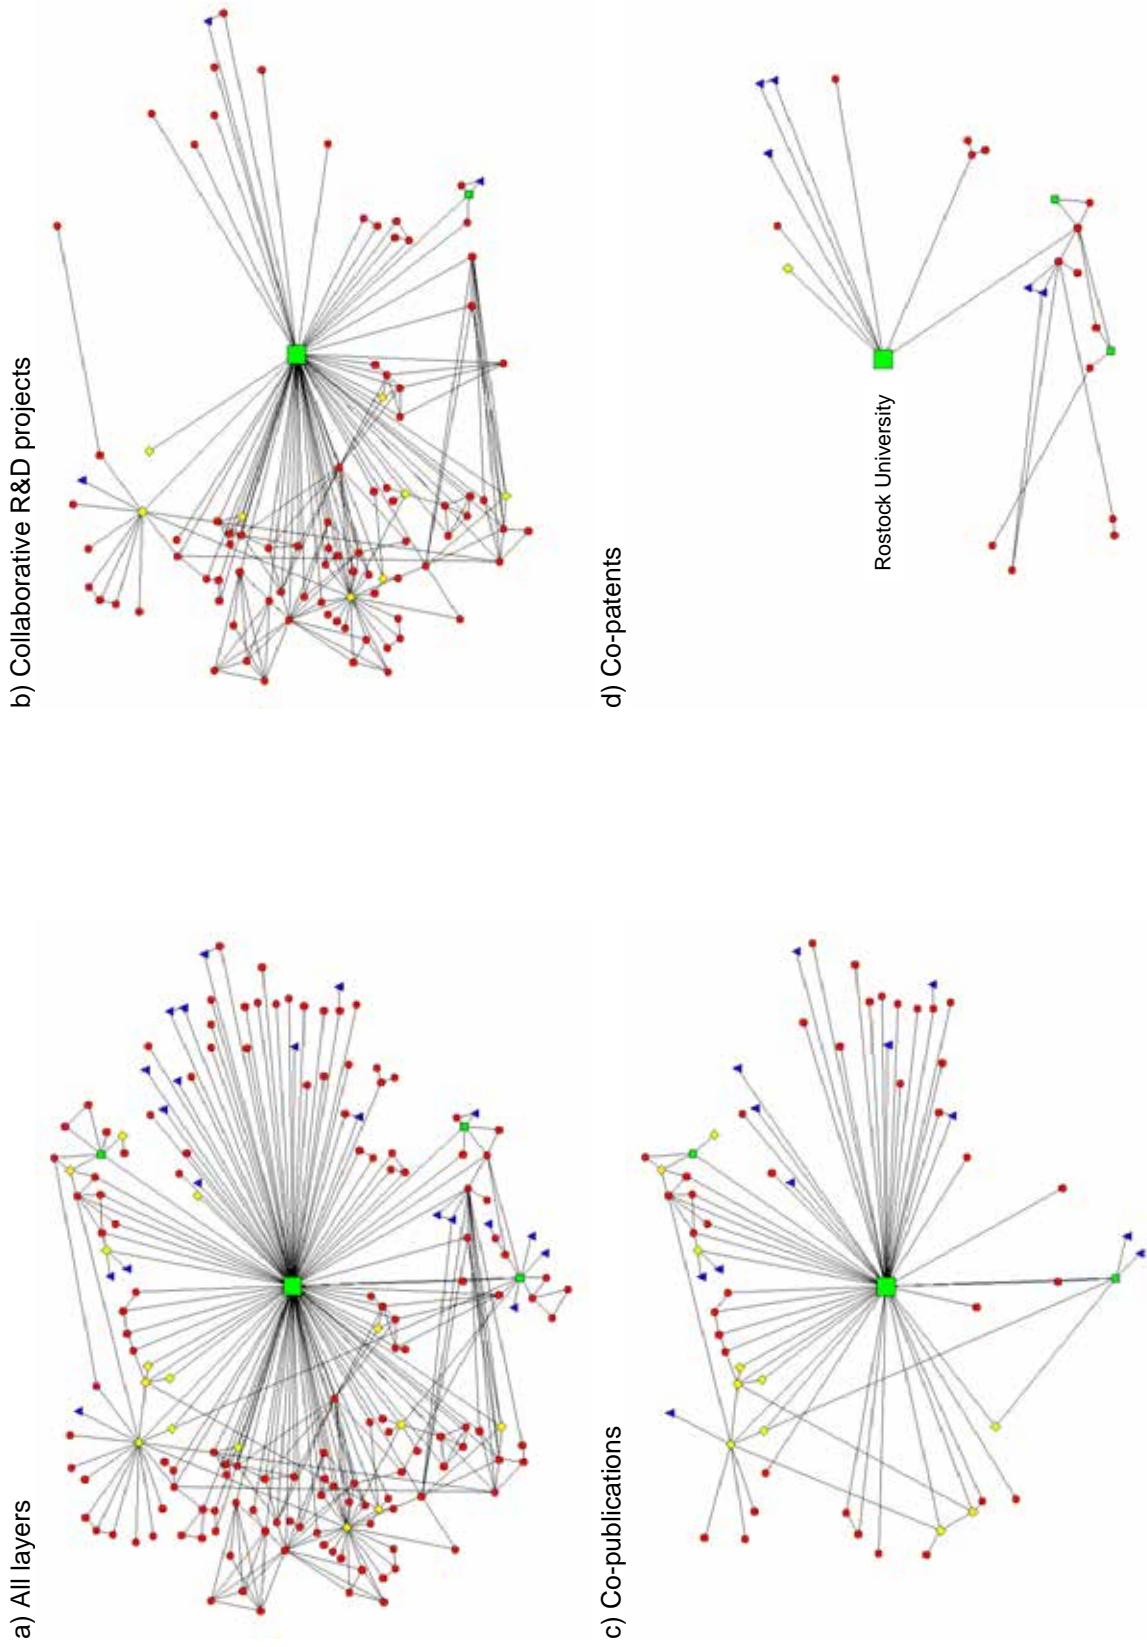 a) All layers
b) Collaborative R&D projects
c) Co-publications
d) Co-patents
Rostock University